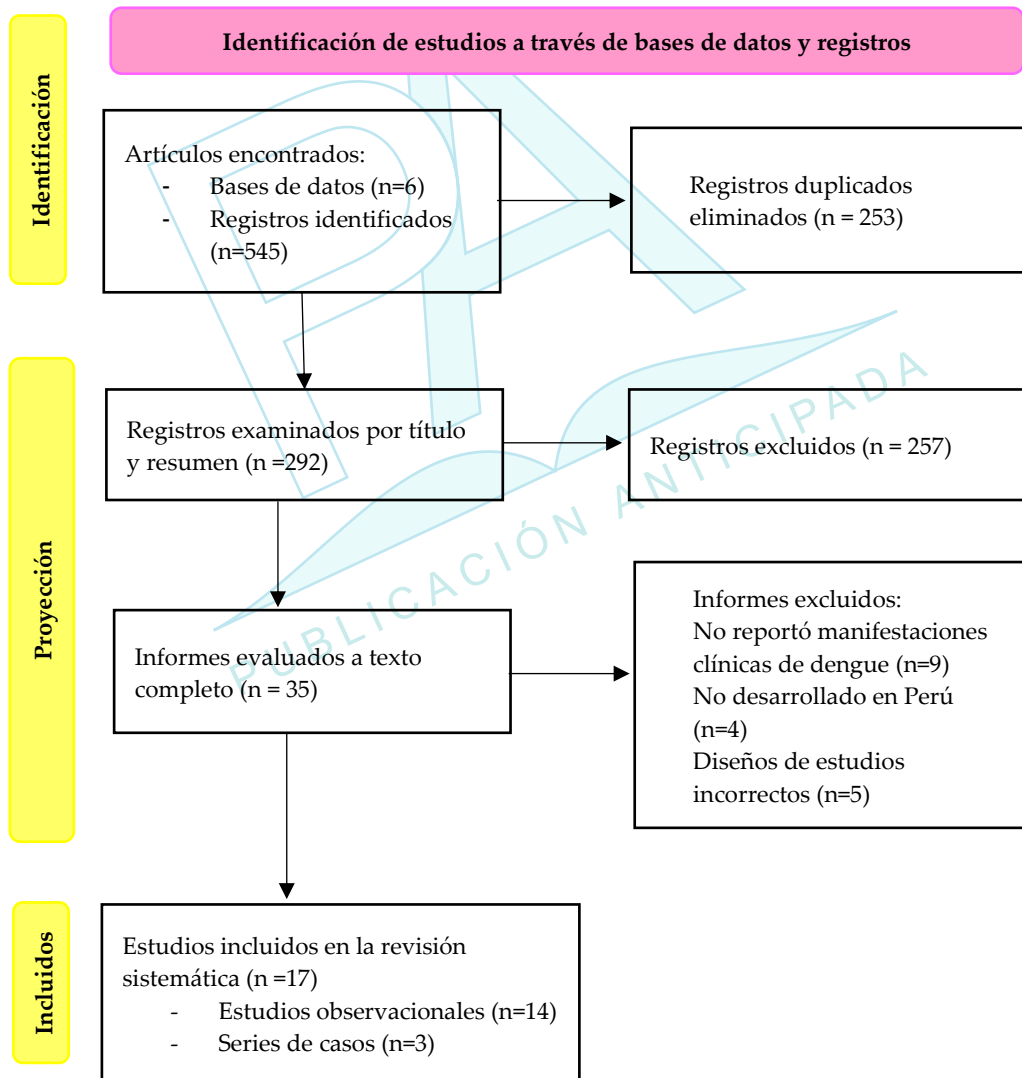 Identificación de estudios a través de bases de datos y registros
Identificación
Artículos encontrados:
- Bases de datos (n=6)
- Registros identificados
(n=545)
Registros duplicados
eliminados (n = 253)
Proyección
Registros examinados por título
y resumen (n =292)
Registros excluidos (n = 257)
Informes evaluados a texto
completo (n = 35)
Informes excluidos:
No reportó manifestaciones
clínicas de dengue (n=9)
No desarrollado en Perú
(n=4)
Diseños de estudios
incorrectos (n=5)
Incluidos
Estudios incluidos en la revisión
sistemática (n =17)
- Estudios observacionales (n=14)
- Series de casos (n=3)
PA
PUBLICACIÓN ANTICIPADA